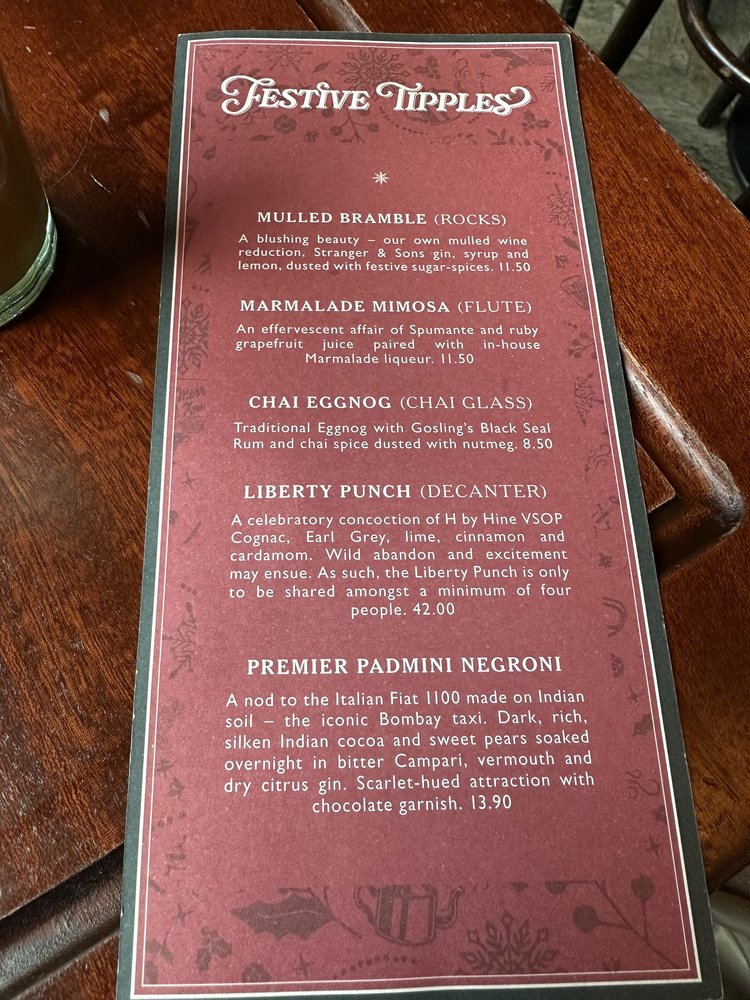 FESTIVE TIPPLES
MULLED BRAMBLE (ROCKS)
A blushing beauty – our own mulled wine
reduction, Stranger & Sons gin, syrup and
lemon, dusted with festive sugar-spices. 11.50
MARMALADE MIMOSA (FLUTE)
An effervescent affair of Spumante and ruby
grapefruit juice paired with in-house
Marmalade liqueur. 11.50
CHAI EGGNOG (CHAI GLASS)
Traditional Eggnog with Gosling's Black Seal
Rum and chai spice dusted with nutmeg. 8.50
LIBERTY PUNCH (DECANTER)
A celebratory concoction of H by Hine VSOP
Cognac, Earl Grey, lime, cinnamon and
cardamom. Wild abandon and excitement
may ensue. As such, the Liberty Punch is only
to be shared amongst a minimum of four
people. 42.00
PREMIER PADMINI NEGRONI
A nod to the Italian Fiat 1100 made on Indian
soil – the iconic Bombay taxi. Dark, rich,
silken Indian cocoa and sweet pears soaked
overnight in bitter Campari, vermouth and
dry citrus gin. Scarlet-hued attraction with
chocolate garnish. 13.90